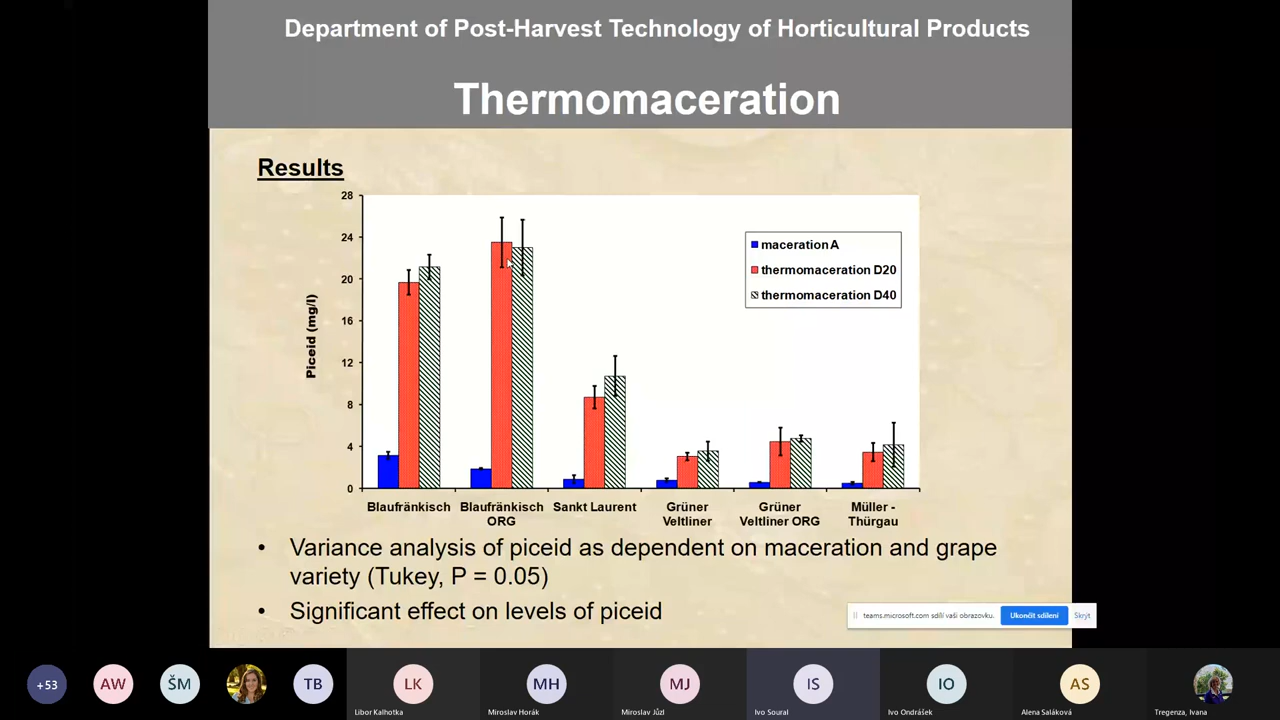 Department of Post-Harvest Technology of Horticultural Products
Thermomaceration
Results
28
24
20
16
12
8
4
0
Piceid (mg/l)
maceration A
thermomaceration D20
thermomaceration D40
Blaufränkisch
Blaufränkisch ORG
Sankt Laurent
Grüner Veltliner
Grüner Veltliner ORG
Müller - Thürgau
• Variance analysis of piceid as dependent on maceration and grape
variety (Tukey, P = 0.05)
• Significant effect on levels of piceid
teams.microsoft.com sdílí vaši obrazovku.
Ukončit sdílení
Skrýt
+53
AW
ŠM
TB
LK
MH
MJ
IS
IO
AS
Libor Kalhotka
Miroslav Horák
Miroslav Jůzl
Ivo Soural
Ivo Ondrášek
Alena Saláková
Tregenza, Ivana